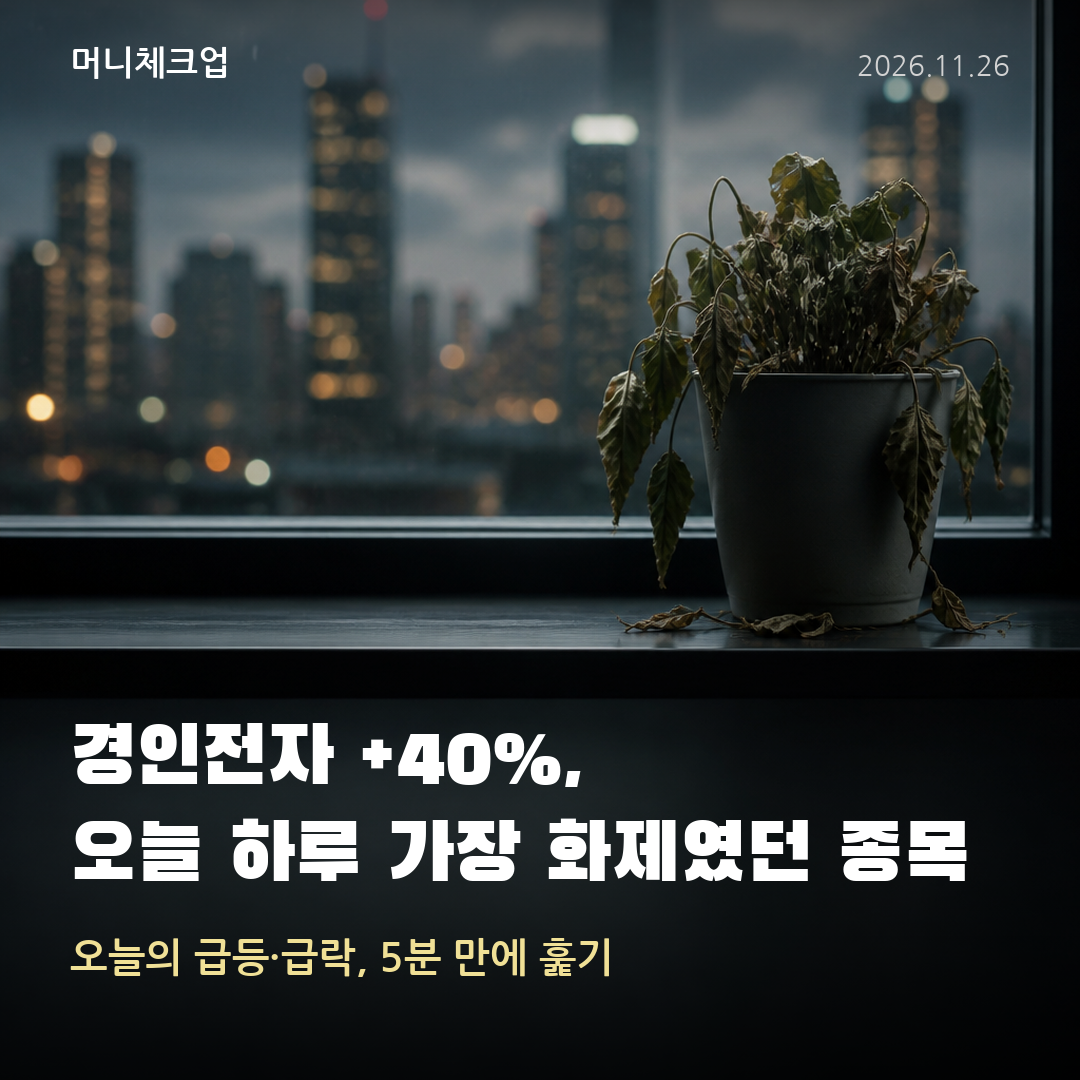 머니체크업
2026.11.26
경인전자 +40%,
오늘 하루 가장 화제였던 종목
오늘의 급등·급락, 5분 만에 훑기